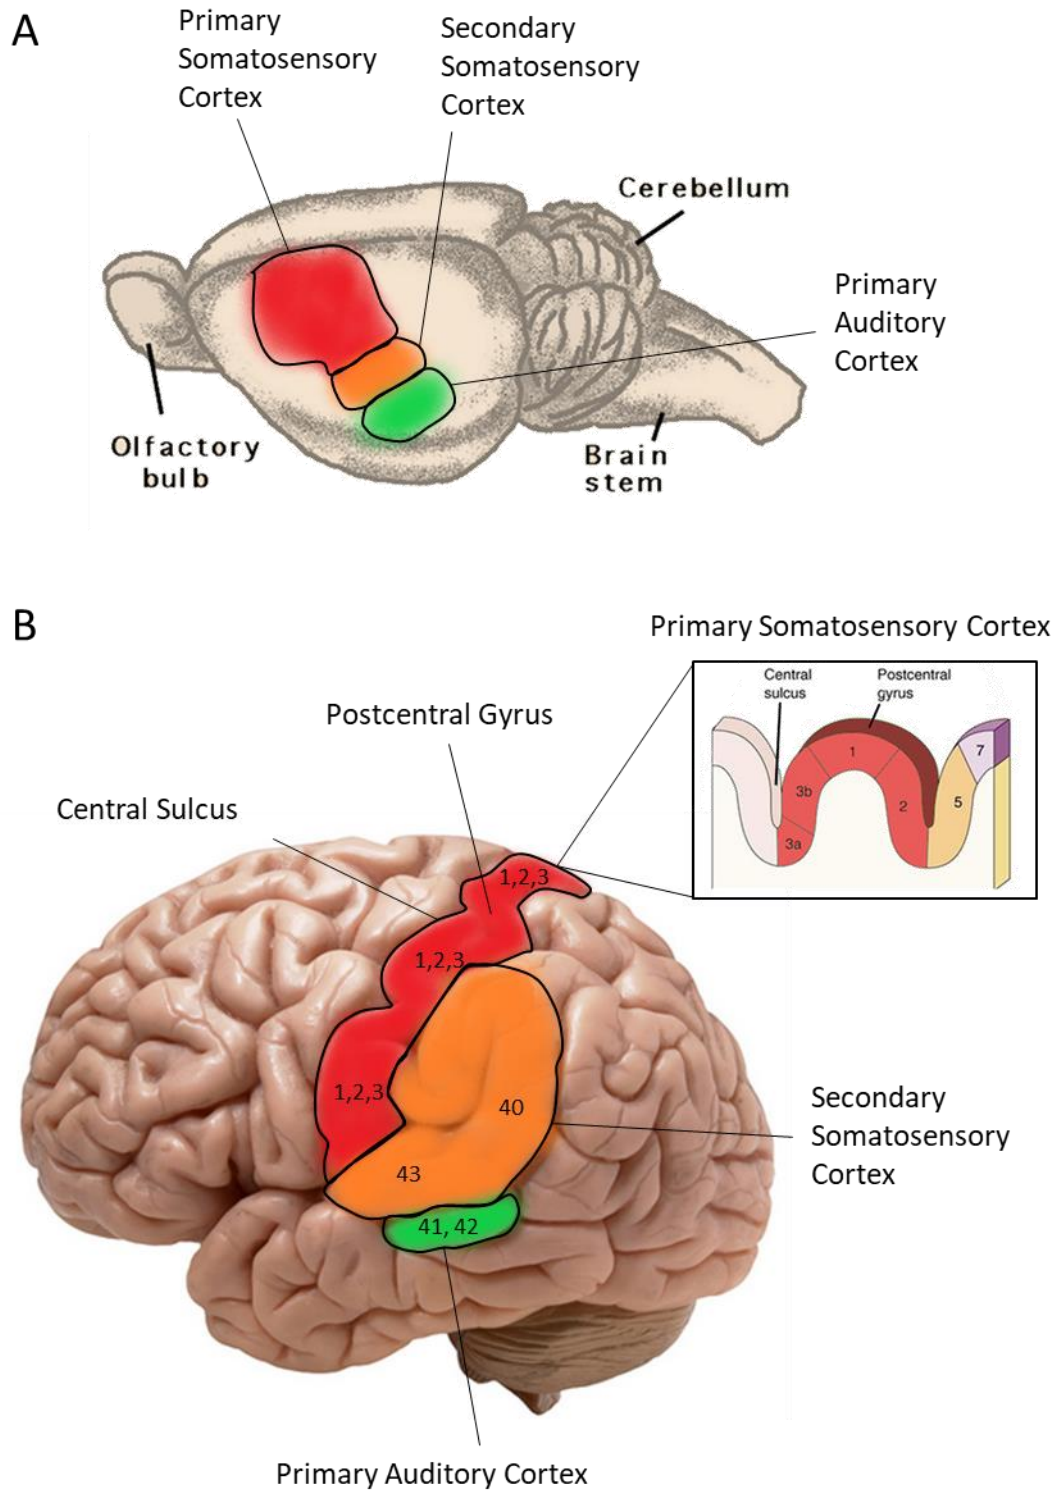 A
Primary
Somatosensory
Cortex
Secondary
Somatosensory
Cortex
Cerebellum
Primary
Auditory
Cortex
Olfactory
bulb
Brain
stem
B
Primary Somatosensory Cortex
Central
sulcus
Postcentral
gyrus
1
7
3b
2
5
3a
Postcentral Gyrus
Central Sulcus
1,2,3
1,2,3
1,2,3
40
43
41, 42
Secondary
Somatosensory
Cortex
Primary Auditory Cortex